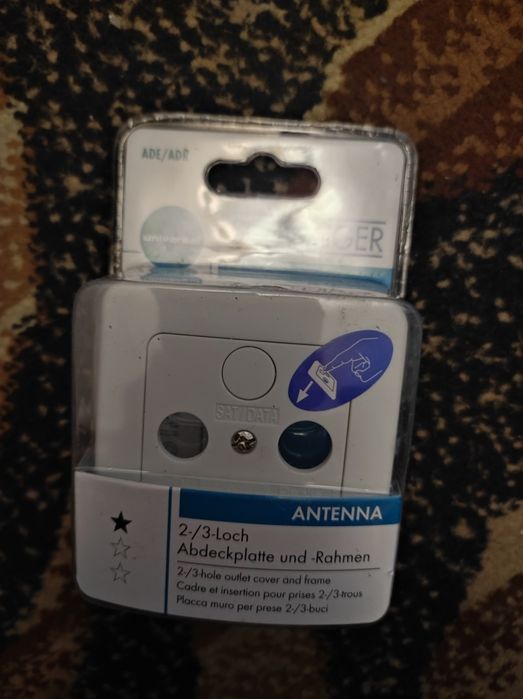 ADE/ADR
universal
SAT/DATA
ANTENNA
2-/3-Loch
Abdeckplatte und -Rahmen
2-/3-hole outlet cover and frame
Cadre et insertion pour prises 2-/3-trous
Placca muro per prese 2-/3-buci